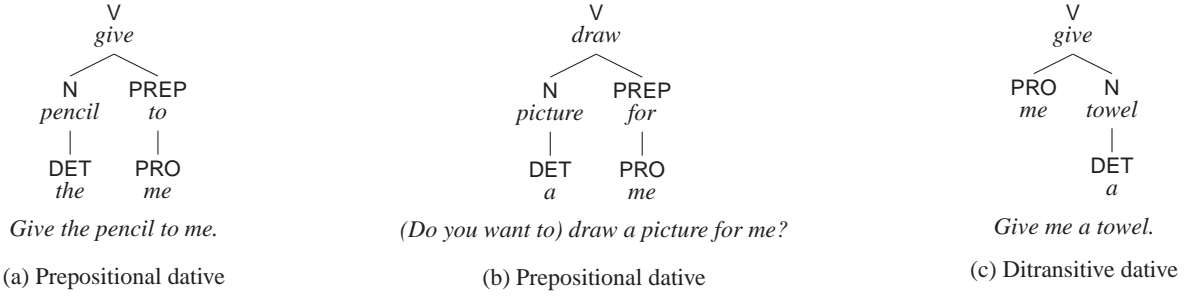 V V V
give draw give
N PREP N PREP PRO N
pencil to picture for me towel
DET PRO DET PRO DET
the me a me a
Give the pencil to me. (Do you want to) draw a picture for me? Give me a towel.
(a) Prepositional dative (b) Prepositional dative (c) Ditransitive dative